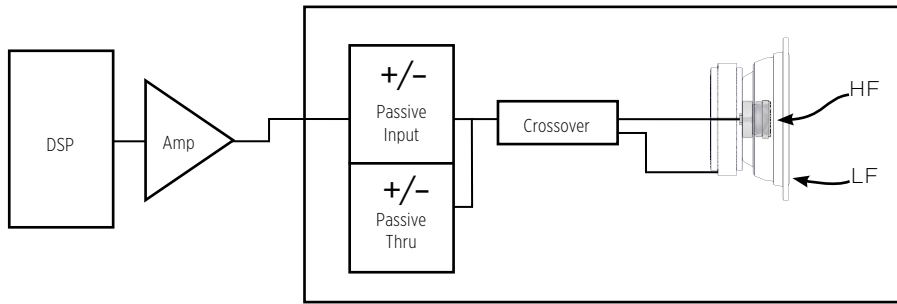 DSP
Amp
+/–
Passive
Input
+/–
Passive
Thru
Crossover
HF
LF